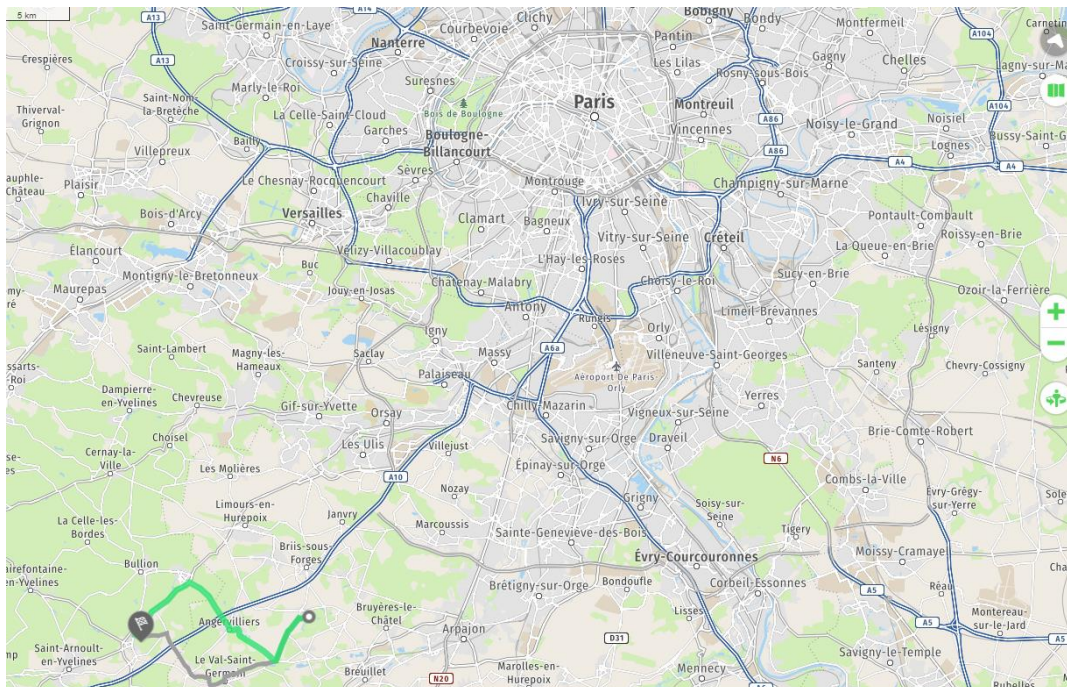 5 km
A13
Saint-Germain-en-Laye
A14
Clichy
Bobigny
Bondy
Montfermeil
Carnetin
Crespières
Nanterre
Courbevoie
Pantin
Gagny
Chelles
A104
A13
Croissy-sur-Seine
Suresnes
Les Lilas
Rosny-sous-Bois
Marly-le-Roi
Saint-Nom-
la-Bretèche
Bois de Boulogne
Paris
Montreuil
Thiverval-
Grignon
La Celle-Saint-Cloud
Garches
Boulogne-
Billancourt
Vincennes
A86
Noisy-le-Grand
Noisiel
A104
Bailly
Villepreux
Sèvres
A86
Lognes
Bussy-Saint-G
Le Chesnay-Rocquencourt
Montrouge
A4
A4
Plaisir
auphle-
Château
Chaville
Ivry-sur-Seine
Champigny-sur-Marne
Bois-d'Arcy
Versailles
Clamart
Bagneux
Pontault-Combault
Vitry-sur-Seine
Créteil
Roissy-en-Brie
Élancourt
Vélizy-Villacoublay
La Queue-en-Brie
L'Haÿ-les-Roses
Buc
Montigny-le-Bretonneux
Châtenay-Malabry
Choisy-le-Roi
Sucy-en-Brie
Maurepas
Jouy-en-Josas
Ozoir-la-Ferrière
Antony
Rungis
Limeil-Brévannes
Igny
Orly
Lésigny
Saint-Lambert
Magny-les-
Hameaux
Saclay
Massy
A6a
Villeneuve-Saint-Georges
Santeny
Chevry-Cossigny
Palaiseau
Aéroport De Paris
Orly
Dampierre-
en-Yvelines
Chevreuse
Gif-sur-Yvette
Orsay
Chilly-Mazarin
Vigneux-sur-Seine
Yerres
Choisel
Les Ulis
Villejust
Savigny-sur-Orge
Draveil
Brie-Comte-Robert
Cernay-la-
Ville
Les Molières
Épinay-sur-Orge
N6
A10
Combs-la-Ville
Nozay
Grigny
Évry-Grégy-
sur-Yerre
Limours-en-
Hurepoix
Janvry
Soisy-sur-
Seine
La Celle-les-
Bordes
Marcoussis
Sainte-Geneviève-des-Bois
Tigery
Briis-sous-
Forges
Évry-Courcouronnes
Moissy-Cramayel
Bullion
airefontaine-
en-Yvelines
Brétigny-sur-Orge
Bondoufle
Corbeil-Essonnes
A5
Réau
Angervilliers
Bruyères-le-
Châtel
Lisses
Montereau-
sur-le-Jard
Arpajon
D31
A5
A5
Saint-Arnoult-
en-Yvelines
Le Val-Saint-
Germain
Breuillet
Marolles-en-
Hurepoix
Mennecy
Savigny-le-Temple
N20
A6
Rubelles